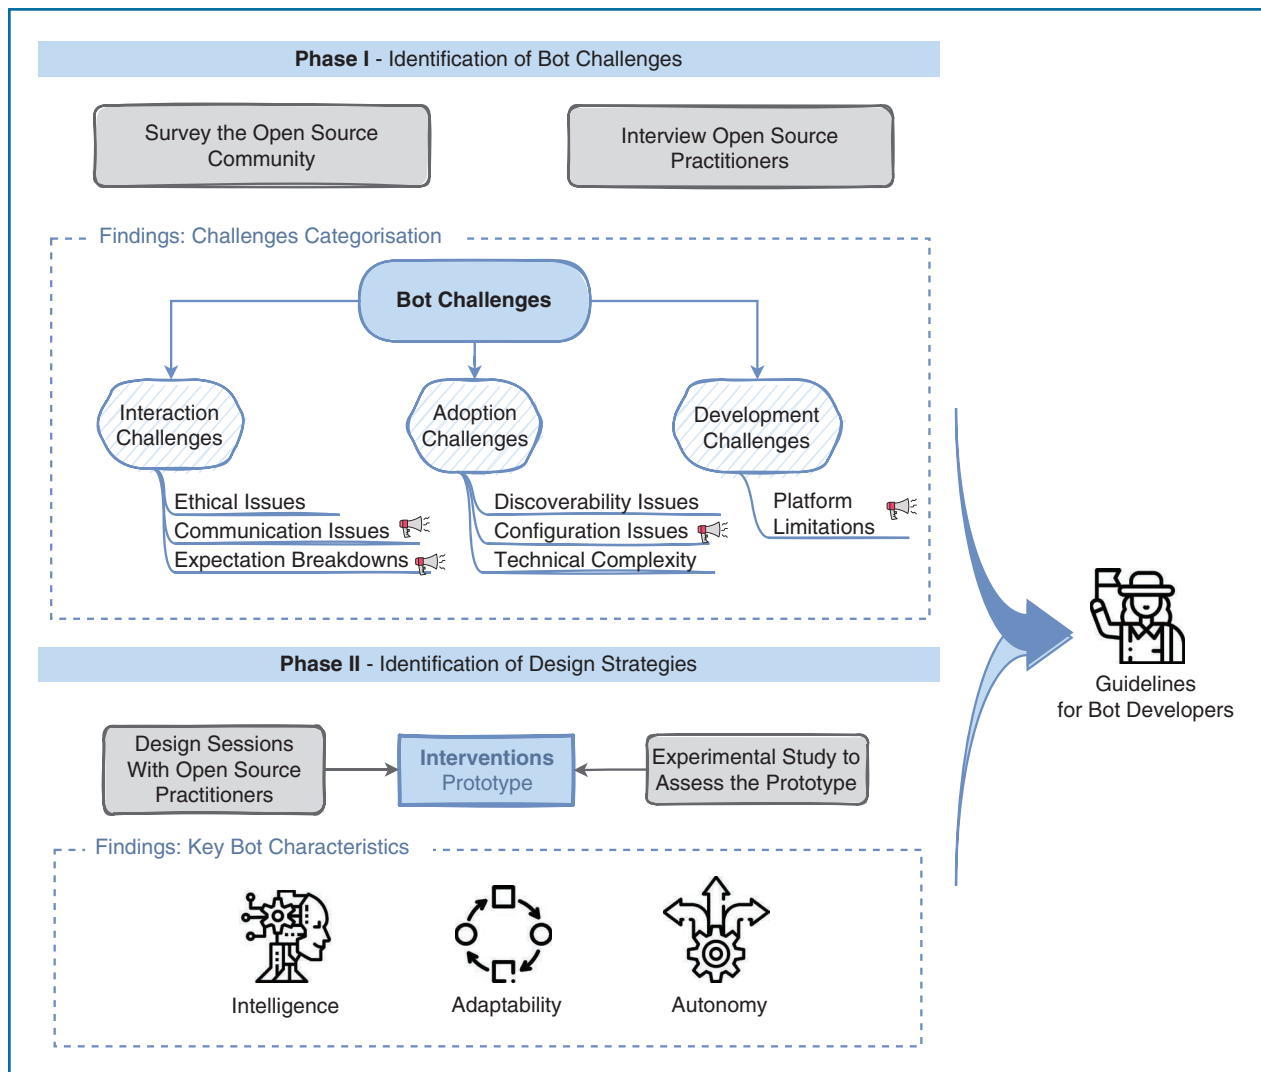 Phase I - Identification of Bot Challenges
Survey the Open Source
Community
Interview Open Source
Practitioners
Findings: Challenges Categorisation
Bot Challenges
Interaction
Challenges
Adoption
Challenges
Development
Challenges
Ethical Issues
Communication Issues
Expectation Breakdowns
Discoverability Issues
Configuration Issues
Technical Complexity
Platform
Limitations
Phase II - Identification of Design Strategies
Design Sessions
With Open Source
Practitioners
Interventions
Prototype
Experimental Study to
Assess the Prototype
Findings: Key Bot Characteristics
Intelligence
Adaptability
Autonomy
Guidelines
for Bot Developers